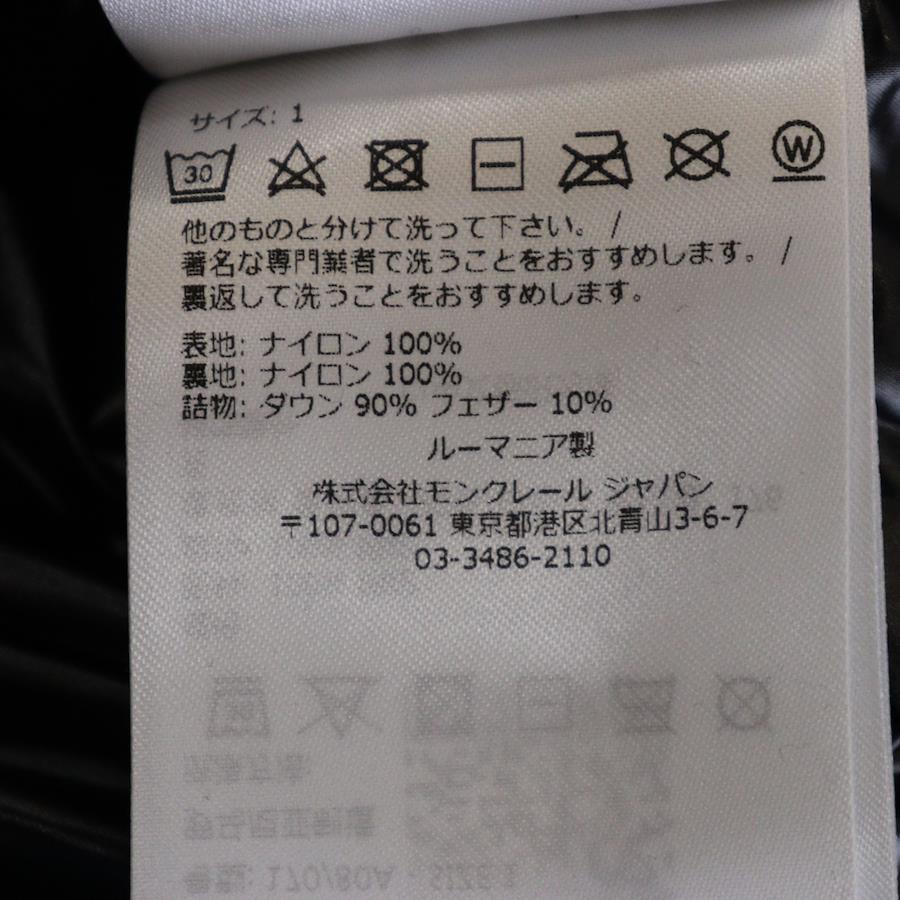 サイズ: 1
30 W
他のものと分けて洗って下さい。 /
著名な専門業者で洗うことをおすすめします。 /
裏返して洗うことをおすすめします。
表地: ナイロン 100%
裏地: ナイロン 100%
詰物: ダウン 90% フェザー 10%
ルーマニア製
株式会社モンクレール ジャパン
〒107-0061 東京都港区北青山3-6-7
03-3486-2110
170/80A SIZE 1